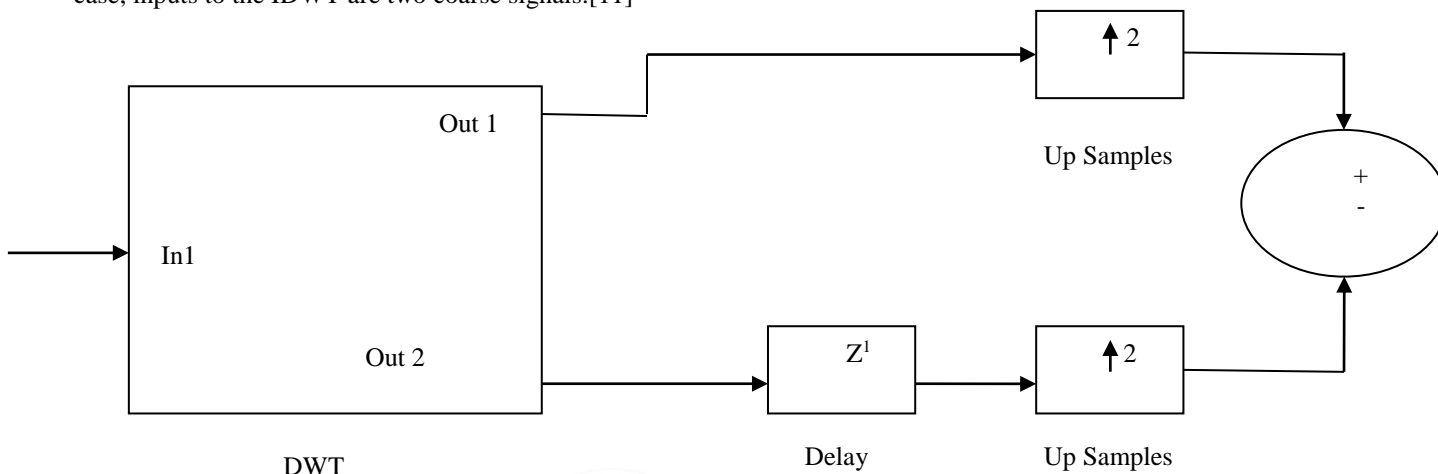 case, inputs to the IDWT are two coarse signals.[11]
2
Out 1
Up Samples
+
-
In1
Out 2
Z¹
2
DWT
Delay
Up Samples